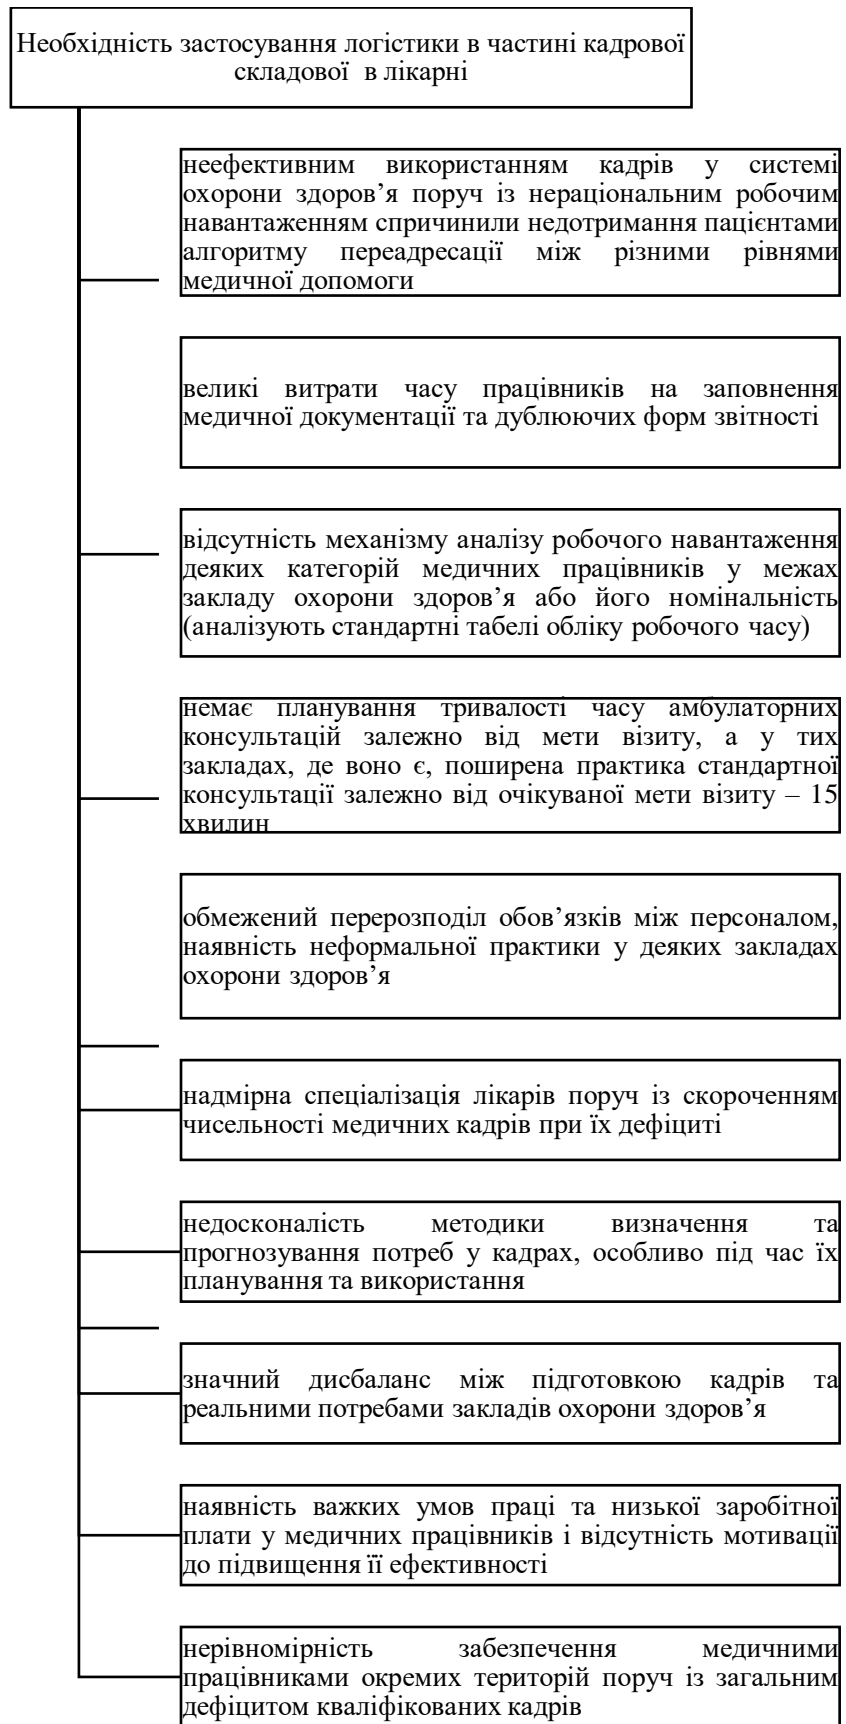 Необхідність застосування логістики в частині кадрової
складової в лікарні
неефективним використанням кадрів у системі
охорони здоров’я поруч із нераціональним робочим
навантаженням спричинили недотримання пацієнтами
алгоритму переадресації між різними рівнями
медичної допомоги
великі витрати часу працівників на заповнення
медичної документації та дублюючих форм звітності
відсутність механізму аналізу робочого навантаження
деяких категорій медичних працівників у межах
закладу охорони здоров’я або його номінальність
(аналізують стандартні табелі обліку робочого часу)
немає планування тривалості часу амбулаторних
консультацій залежно від мети візиту, а у тих
закладах, де воно є, поширена практика стандартної
консультації залежно від очікуваної мети візиту – 15
хвилин
обмежений перерозподіл обов’язків між персоналом,
наявність неформальної практики у деяких закладах
охорони здоров’я
надмірна спеціалізація лікарів поруч із скороченням
чисельності медичних кадрів при їх дефіциті
недосконалість методики визначення та
прогнозування потреб у кадрах, особливо під час їх
планування та використання
значний дисбаланс між підготовкою кадрів та
реальними потребами закладів охорони здоров’я
наявність важких умов праці та низької заробітної
плати у медичних працівників і відсутність мотивації
до підвищення її ефективності
нерівномірність забезпечення медичними
працівниками окремих територій поруч із загальним
дефіцитом кваліфікованих кадрів